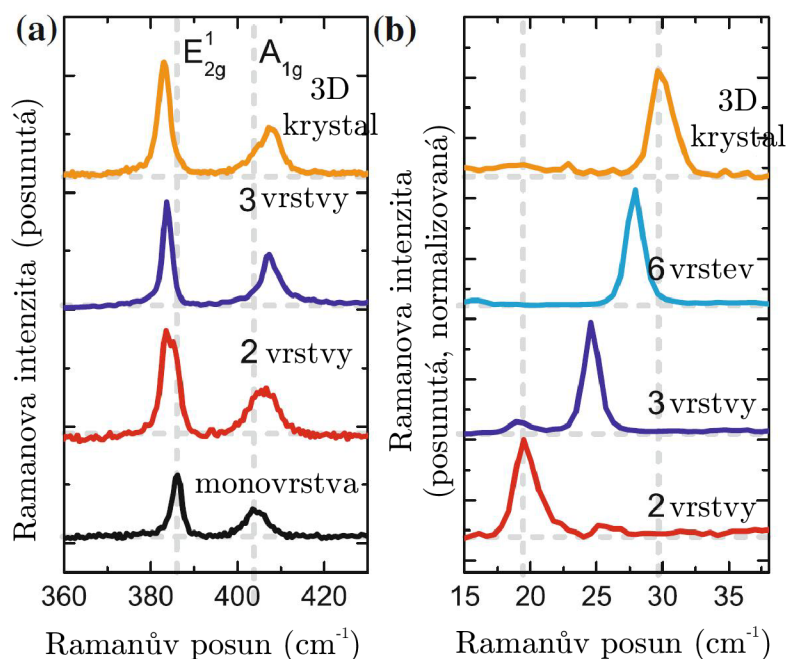 (a)
Ramanova intenzita (posunutá)
E¹₂g A₁g
3D
krystal
3 vrstvy
2 vrstvy
monovrstva
360 380 400 420
Ramanův posun (cm⁻¹)
(b)
Ramanova intenzita
(posunutá, normalizovaná)
3D
krystal
6 vrstev
3 vrstvy
2 vrstvy
15 20 25 30 35
Ramanův posun (cm⁻¹)